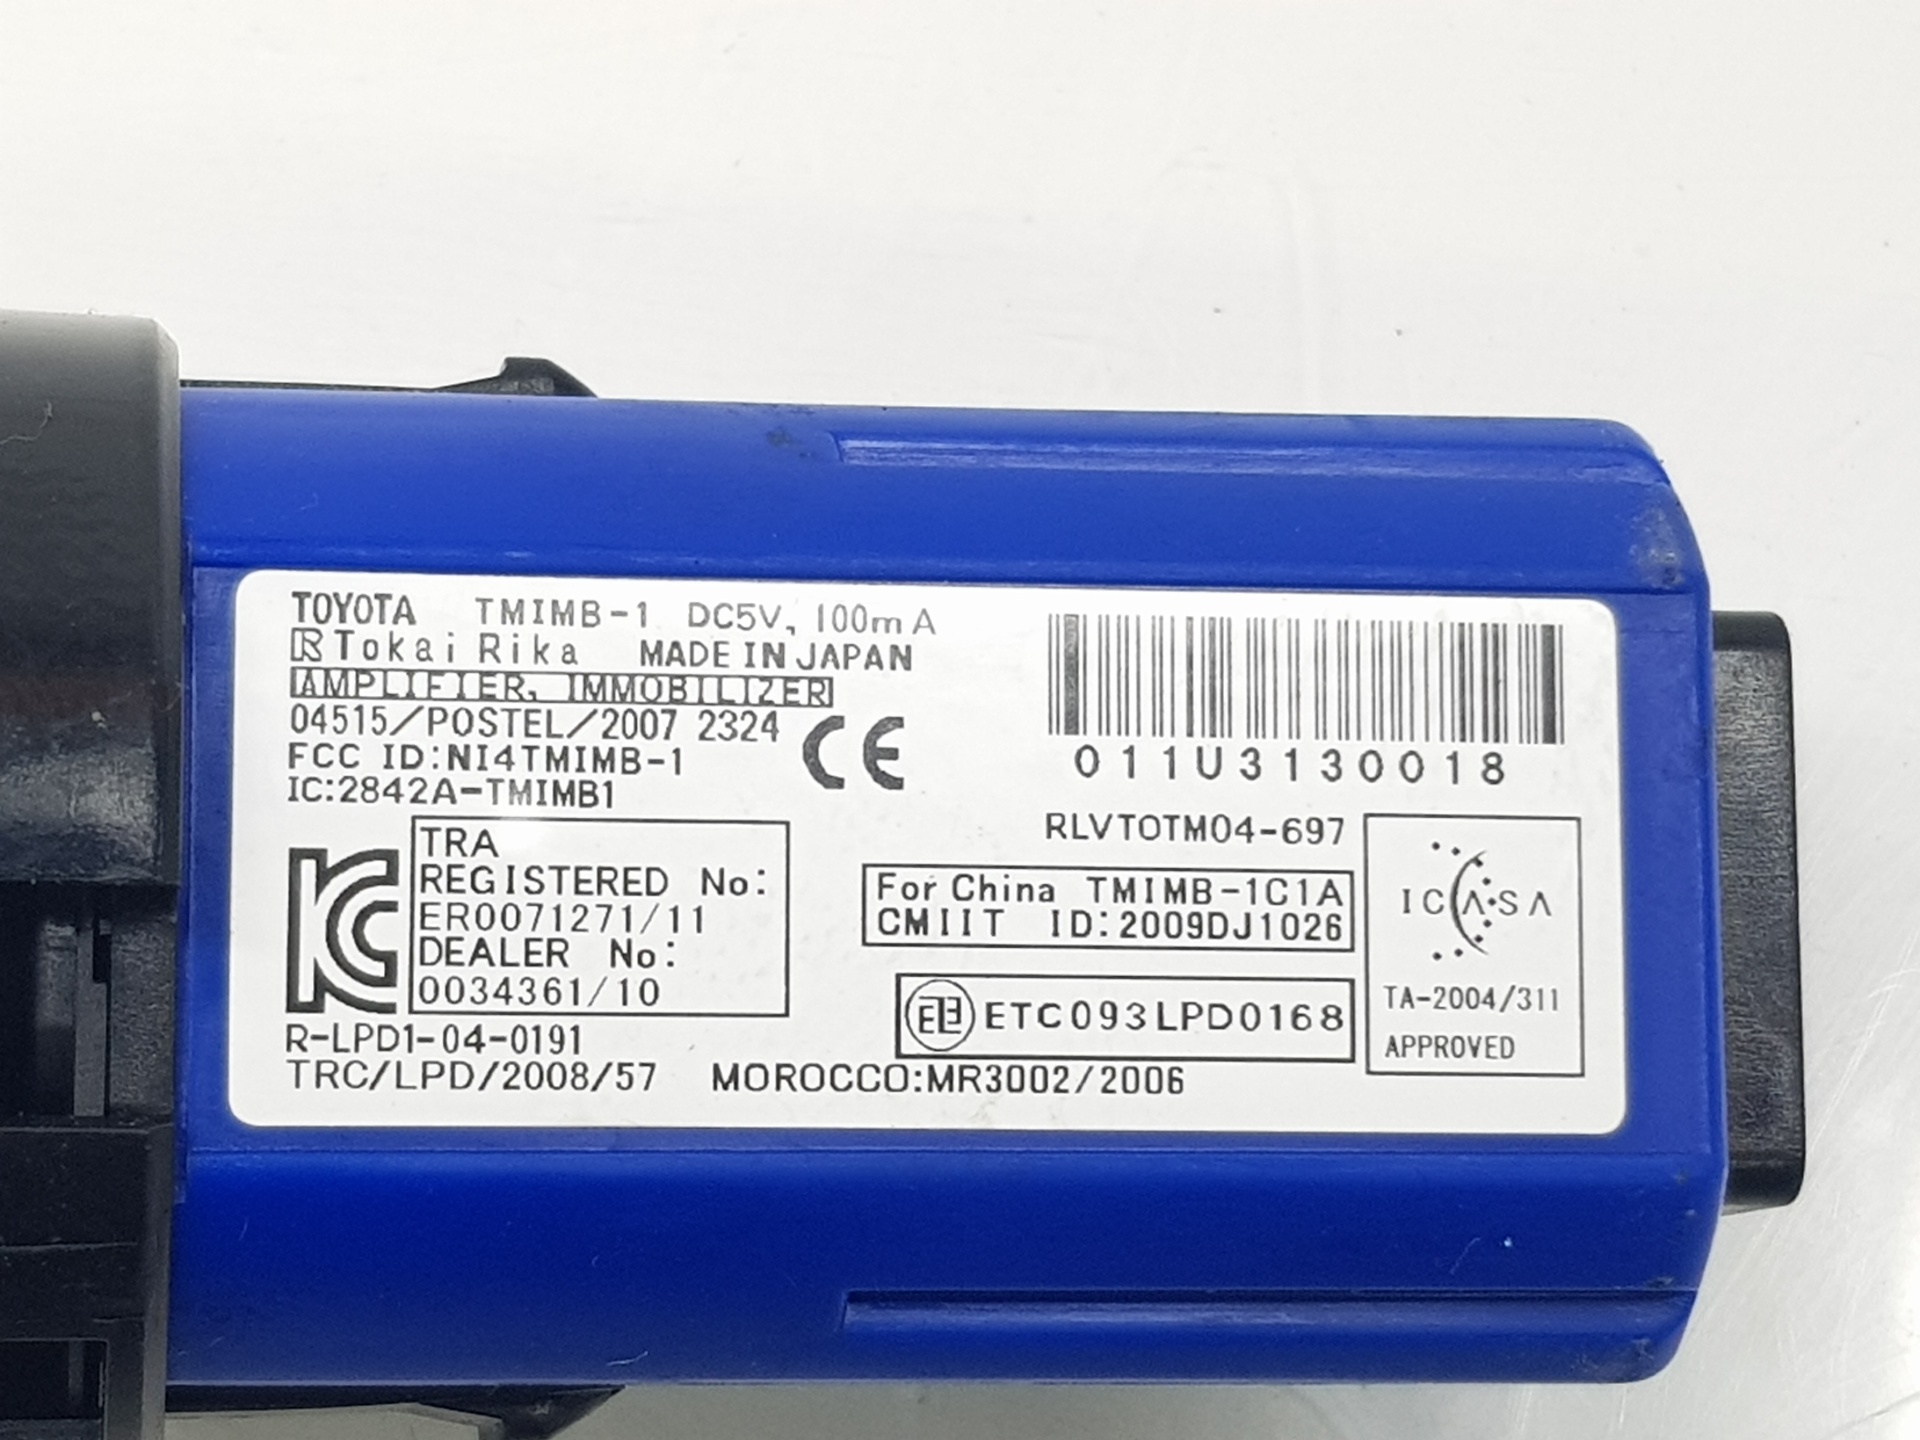 TOYOTA TMIMB-1 DC5V, 100mA
Tokai Rika MADE IN JAPAN
AMPLIFIER, IMMOBILIZER
04515/POSTEL/2007 2324
CE
FCC ID:NI4TMIMB-1
IC:2842A-TMIMB1
011U3130018
RLVTOTM04-697
KC
TRA
REGISTERED No:
ER0071271/11
DEALER No:
0034361/10
For China TMIMB-1C1A
CMIIT ID:2009DJ1026
ETC093LPD0168
ICASA
TA-2004/311
APPROVED
R-LPD1-04-0191
TRC/LPD/2008/57 MOROCCO:MR3002/2006